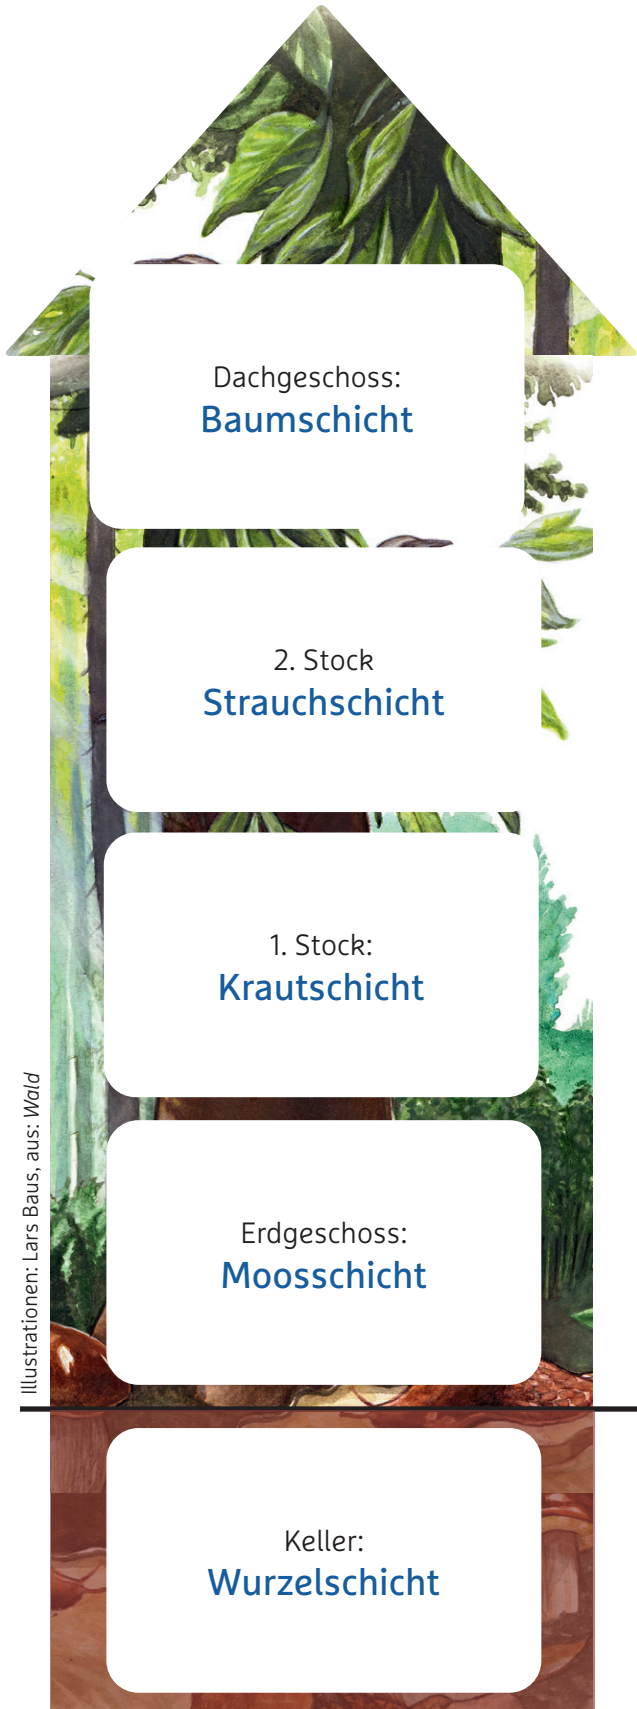 Dachgeschoss:
Baumschicht
2. Stock
Strauchschicht
1. Stock:
Krautschicht
Erdgeschoss:
Moosschicht
Keller:
Wurzelschicht
Illustrationen: Lars Baus, aus: Wald